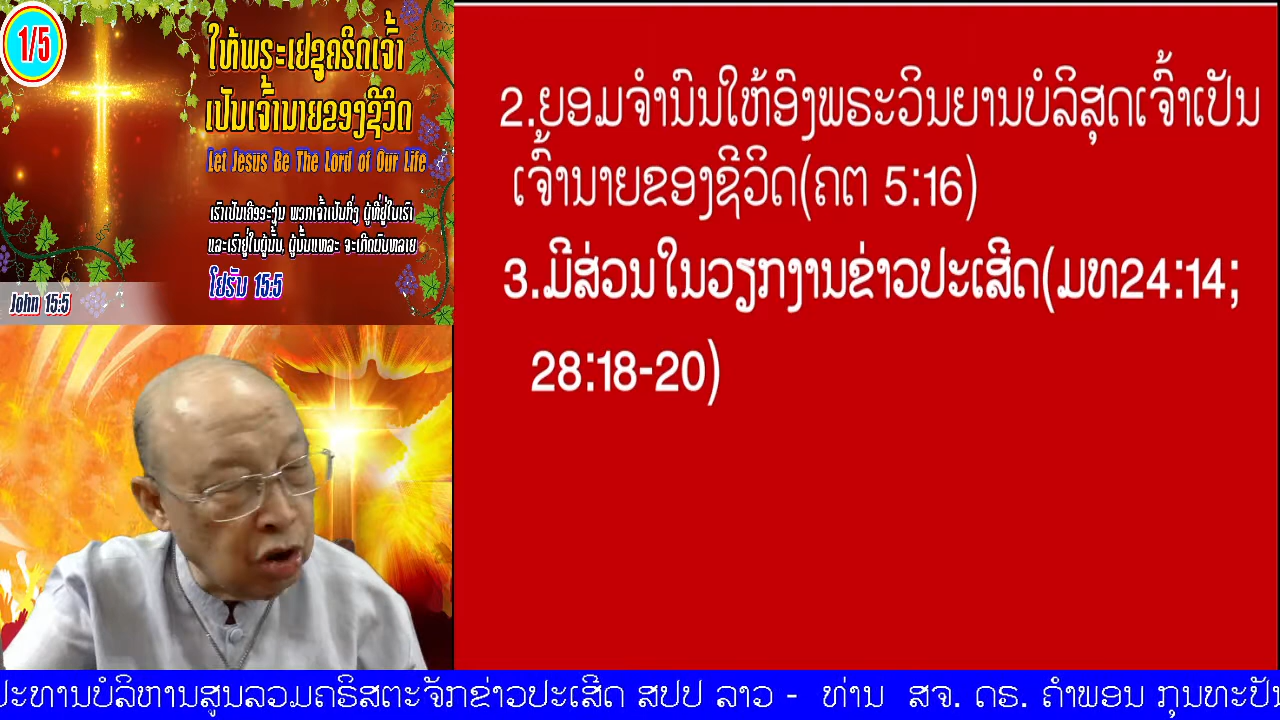 1/5
ໃຫ້ພຣະເຢຊູຄຣິດເຈົ້າ
ເປັນເຈົ້ານາຍຂອງຊີວິດ
Let Jesus Be The Lord of Our Life
ເຮົາເປັນເຄືອອະງຸ່ນ ພວກເຈົ້າເປັນກິ່ງ ຜູ້ທີ່ຢູ່ໃນເຮົາ
ແລະເຮົາຢູ່ໃນຜູ້ນັ້ນ, ຜູ້ນັ້ນແຫລະ ຈະເກີດຜົນຫລາຍ
ໂຢຮັນ 15:5
John 15:5
2.ຍອມຈຳນົນໃຫ້ອົງພຣະວິນຍານບໍລິສຸດເຈົ້າເປັນ
ເຈົ້ານາຍຂອງຊີວິດ(ຄຕ 5:16)
3.ມີສ່ວນໃນວຽກງານຂ່າວປະເສີດ(ມທ24:14;
28:18-20)
ປະທານບໍລິຫານສູນລວມຄຣິສຕະຈັກຂ່າວປະເສີດ ສປປ ລາວ - ທ່ານ ສຈ. ດຣ. ຄຳພອນ ກຸນທະປັນ